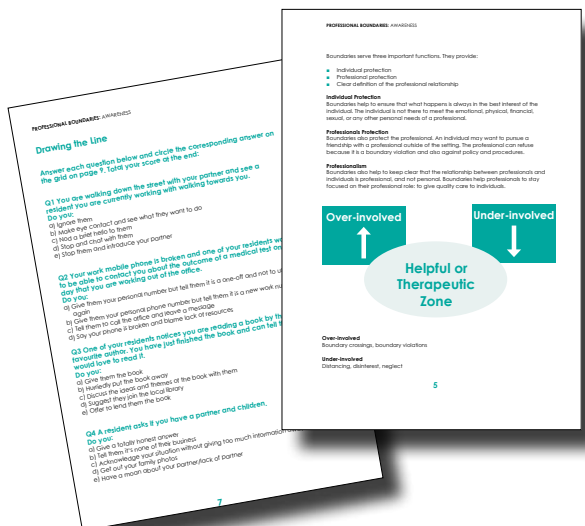 PROFESSIONAL BOUNDARIES: AWARENESS
Drawing the Line
Answer each question below and circle the corresponding answer on
the grid on page 9. Total your score at the end:
Q1 You are walking down the street with your partner and see a
resident you are currently working with walking towards you.
Do you:
a) Ignore them
b) Make eye contact and see what they want to do
c) Nod a brief hello to them
d) Stop and chat with them
e) Stop them and introduce your partner
Q2 Your work mobile phone is broken and one of your residents
to be able to contact you about the outcome of a medical test on
day that you are working out of the office.
Do you:
a) Give them your personal number but tell them it is a one-off and not to
again
b) Give them your personal phone number but tell them it is a new work
c) Tell them to call the office and leave a message
d) Say your phone is broken and blame lack of resources
Q3 One of your residents notices you are reading a book by
favourite author. You have just finished the book and can tell
would love to read it.
Do you:
a) Give them the book
b) Hurriedly put the book away
c) Discuss the ideas and themes of the book with them
d) Suggest they join the local library
e) Offer to lend them the book
Q4 A resident asks if you have a partner and children.
Do you:
a) Give a totally honest answer
b) Tell them it's none of their business
c) Acknowledge your situation without giving too much information
d) Get out your family photos
e) Have a moan about your partner/lack of partner
7
PROFESSIONAL BOUNDARIES: AWARENESS
Boundaries serve three important functions. They provide:
● Individual protection
● Professional protection
● Clear definition of the professional relationship
Individual Protection
Boundaries help to ensure that what happens is always in the best interest of the
individual. The individual is not there to meet the emotional, physical, financial,
sexual, or any other personal needs of a professional.
Professionals Protection
Boundaries also protect the professional. An individual may want to pursue a
friendship with a professional outside of the setting. The professional can refuse
because it is a boundary violation and also against policy and procedures.
Professionalism
Boundaries also help to keep clear that the relationship between professionals and
individuals is professional, and not personal. Boundaries help professionals to stay
focused on their professional role: to give quality care to individuals.
Over-involved
Under-involved
Helpful or
Therapeutic
Zone
Over-involved
Boundary crossings, boundary violations
Under-involved
Distancing, disinterest, neglect
5